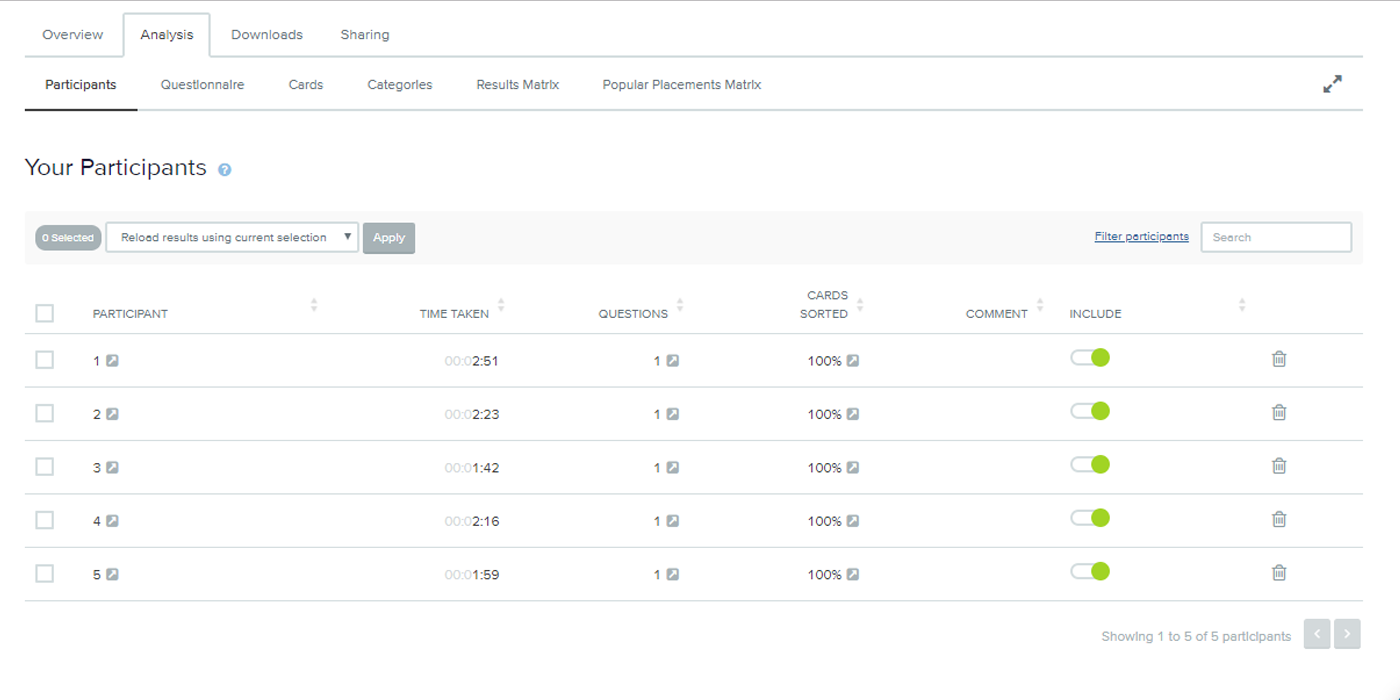 Overview Analysis Downloads Sharing
Participants Questionnaire Cards Categories Results Matrix Popular Placements Matrix
Your Participants ?
0 Selected Reload results using current selection Apply Filter participants Search
CARDS
PARTICIPANT TIME TAKEN QUESTIONS SORTED COMMENT INCLUDE
1 00:02:51 1 100%
2 00:02:23 1 100%
3 00:01:42 1 100%
4 00:02:16 1 100%
5 00:01:59 1 100%
Showing 1 to 5 of 5 participants